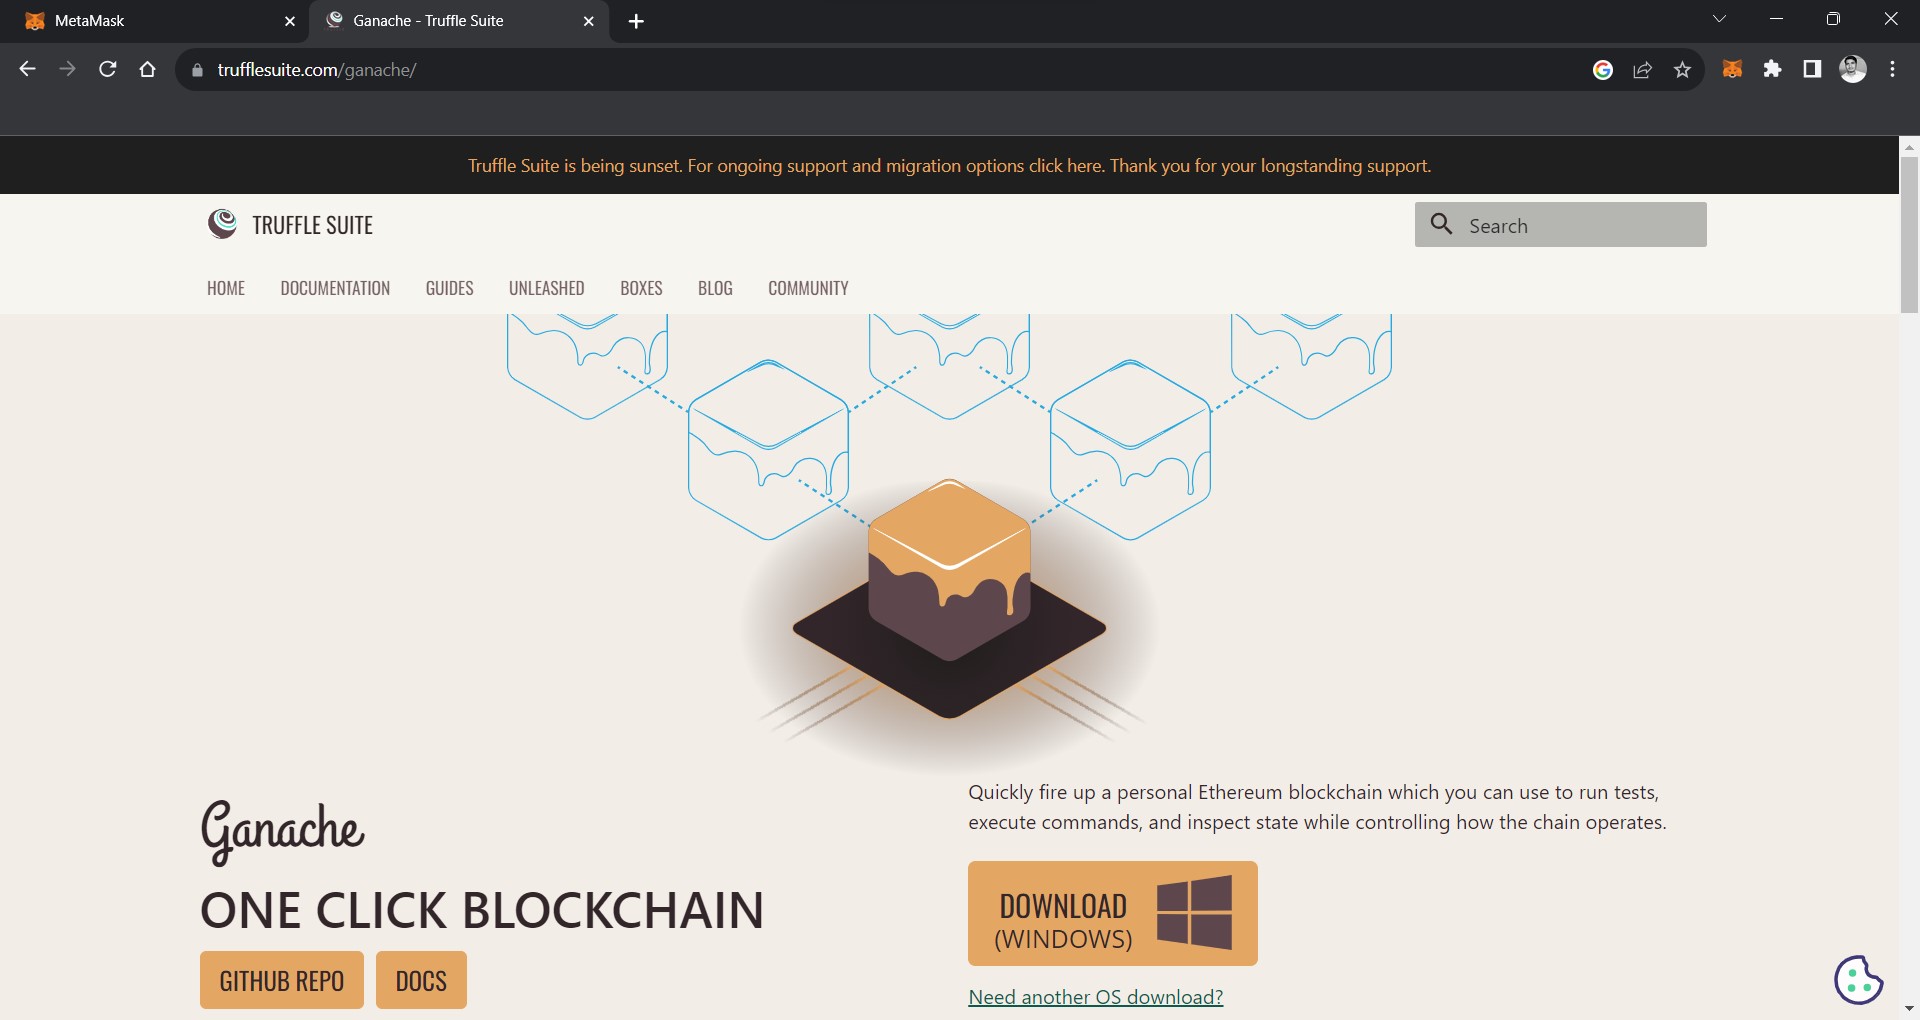 MetaMask
Ganache - Truffle Suite
trufflesuite.com/ganache/
Truffle Suite is being sunset. For ongoing support and migration options click here. Thank you for your longstanding support.
TRUFFLE SUITE
Search
HOME DOCUMENTATION GUIDES UNLEASHED BOXES BLOG COMMUNITY
Ganache
ONE CLICK BLOCKCHAIN
GITHUB REPO DOCS
Quickly fire up a personal Ethereum blockchain which you can use to run tests,
execute commands, and inspect state while controlling how the chain operates.
DOWNLOAD
(WINDOWS)
Need another OS download?